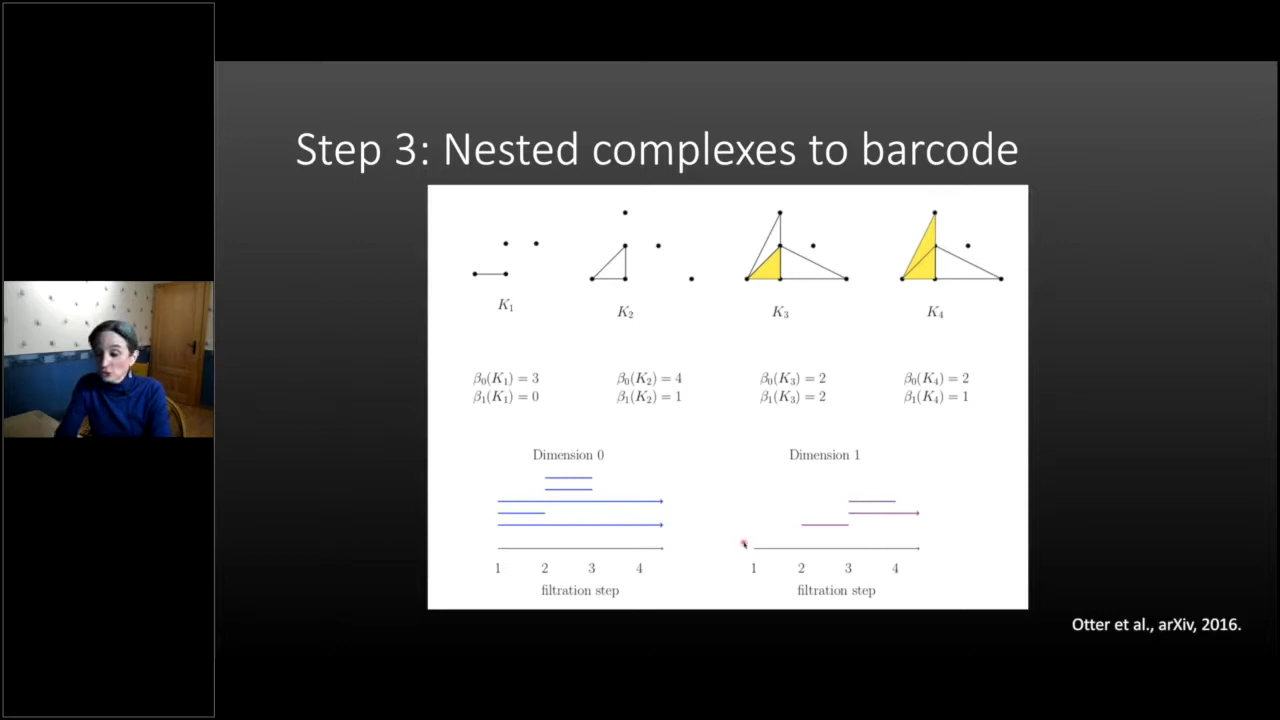 Step 3: Nested complexes to barcode
K₁ K₂ K₃ K₄
β₀(K₁) = 3 β₀(K₂) = 4 β₀(K₃) = 2 β₀(K₄) = 2
β₁(K₁) = 0 β₁(K₂) = 1 β₁(K₃) = 2 β₁(K₄) = 1
Dimension 0 Dimension 1
1 2 3 4 1 2 3 4
filtration step filtration step
Otter et al., arXiv, 2016.